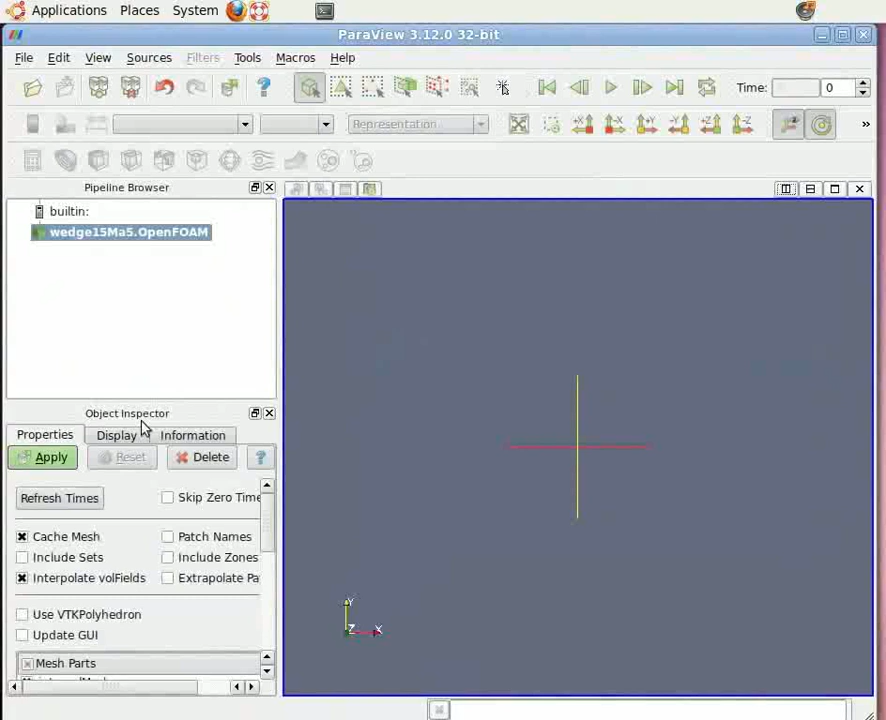 Applications Places System
ParaView 3.12.0 32-bit
File Edit View Sources Filters Tools Macros Help
Time: 0
Representation
+X -X +Y -Y +Z -Z »
Pipeline Browser
builtin:
wedge15Ma5.OpenFOAM
Object Inspector
Properties Display Information
Apply Reset Delete ?
Refresh Times Skip Zero Time
Cache Mesh Patch Names
Include Sets Include Zones
Interpolate volFields Extrapolate Pa
Use VTKPolyhedron
Update GUI
Mesh Parts
Y
Z X